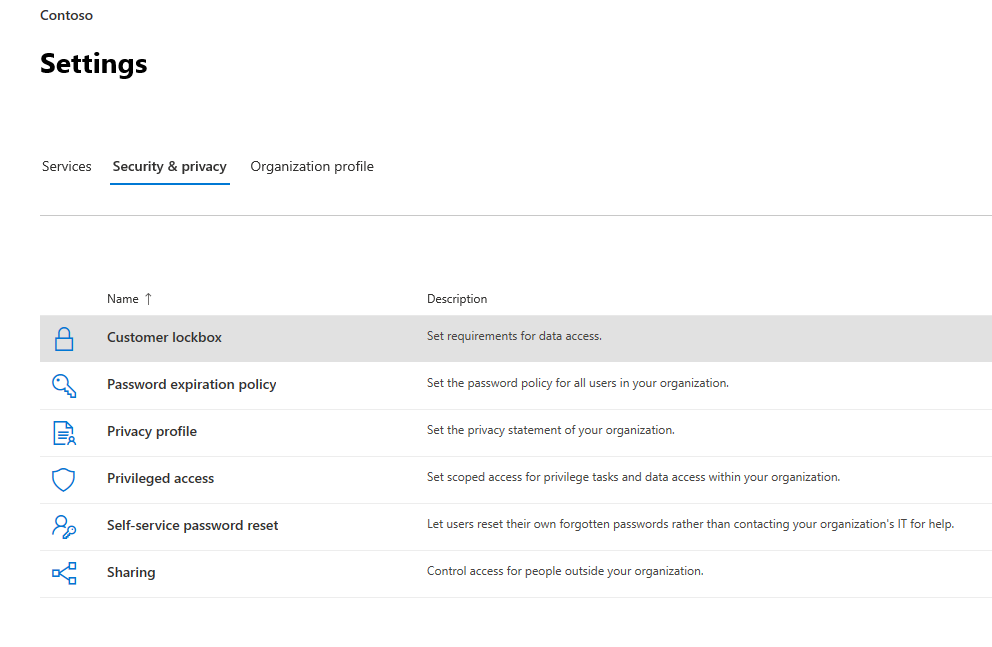 Contoso
Settings
Services Security & privacy Organization profile
Name ↑ Description
Customer lockbox Set requirements for data access.
Password expiration policy Set the password policy for all users in your organization.
Privacy profile Set the privacy statement of your organization.
Privileged access Set scoped access for privilege tasks and data access within your organization.
Self-service password reset Let users reset their own forgotten passwords rather than contacting your organization's IT for help.
Sharing Control access for people outside your organization.